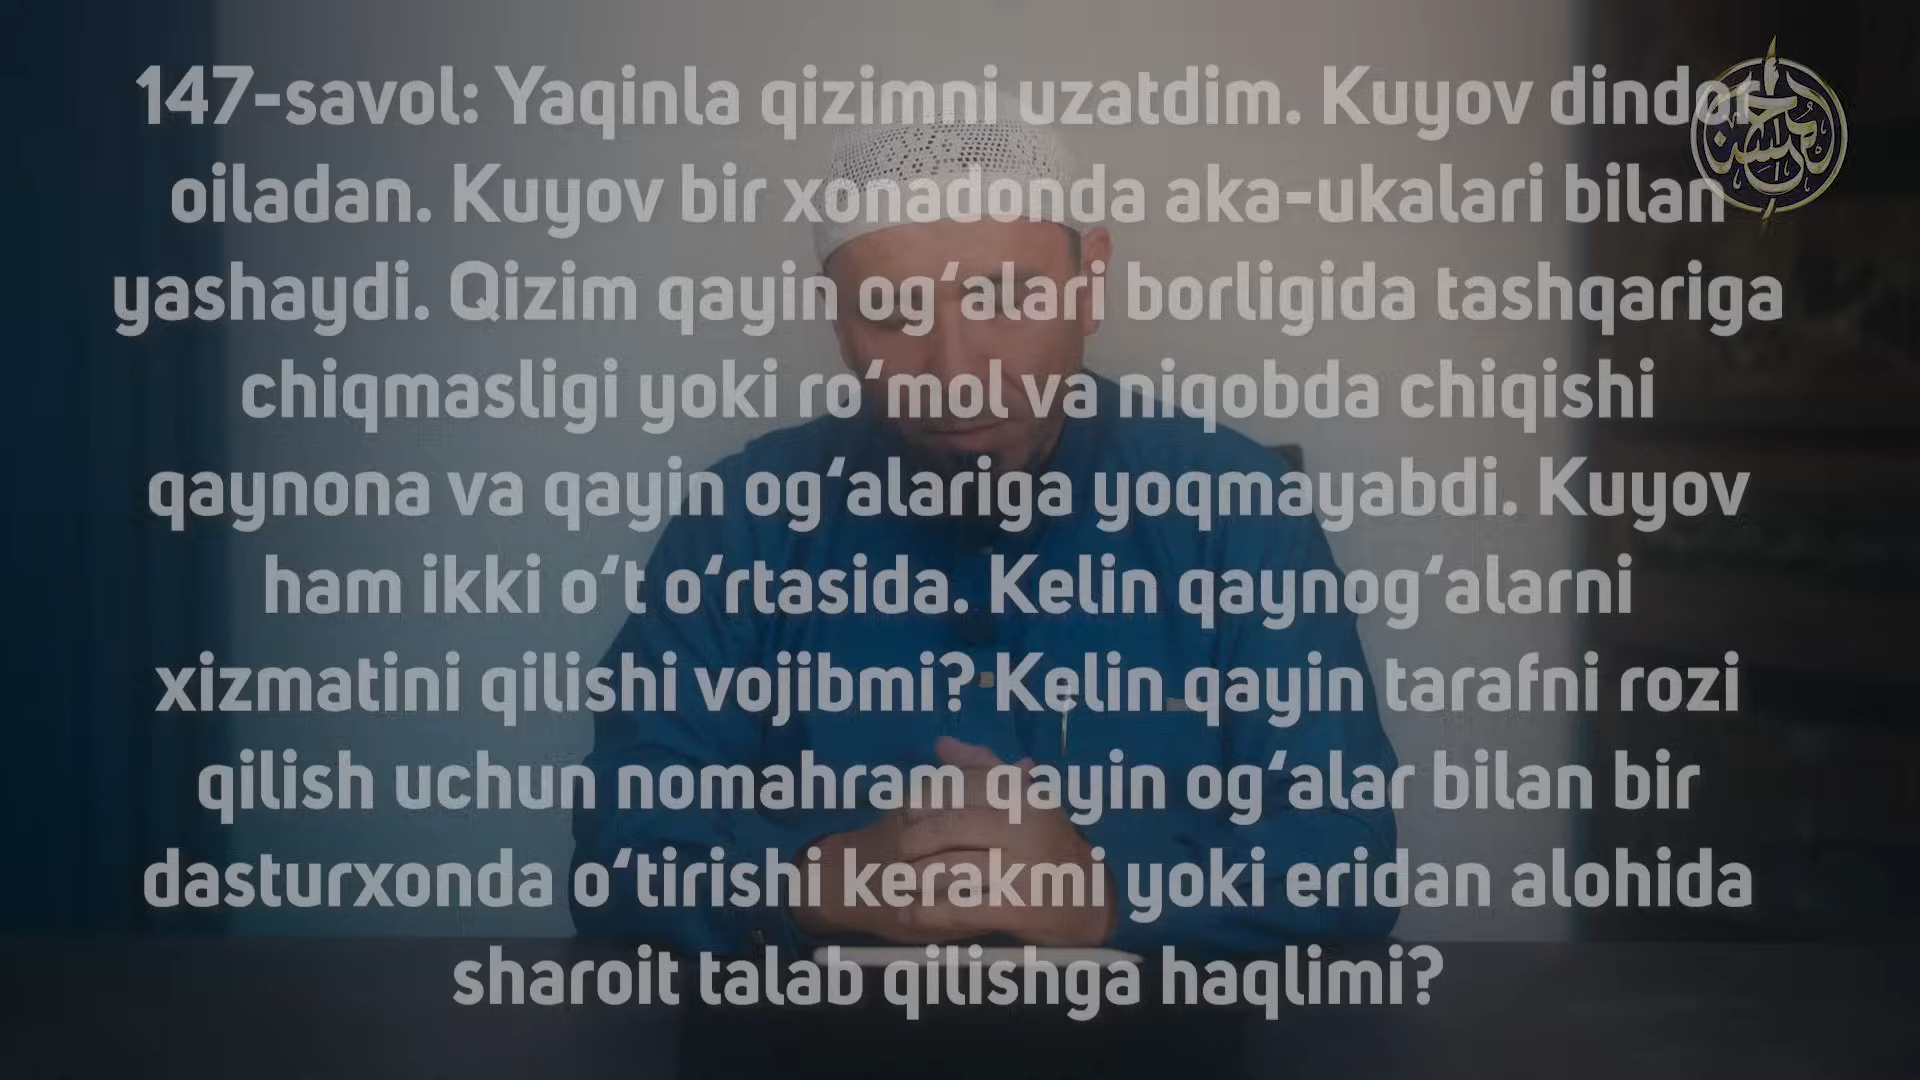 147-savol: Yaqinla qizimni uzatdim. Kuyov dindor
oiladan. Kuyov bir xonadonda aka-ukalari bilan
yashaydi. Qizim qayin og‘alari borligida tashqariga
chiqmasligi yoki ro‘mol va niqobda chiqishi
qaynona va qayin og‘alariga yoqmayabdi. Kuyov
ham ikki o‘t o‘rtasida. Kelin qaynog‘alarni
xizmatini qilishi vojibmi? Kelin qayin tarafni rozi
qilish uchun nomahram qayin og‘alar bilan bir
dasturxonda o‘tirishi kerakmi yoki eridan alohida
sharoit talab qilishga haqlimi?